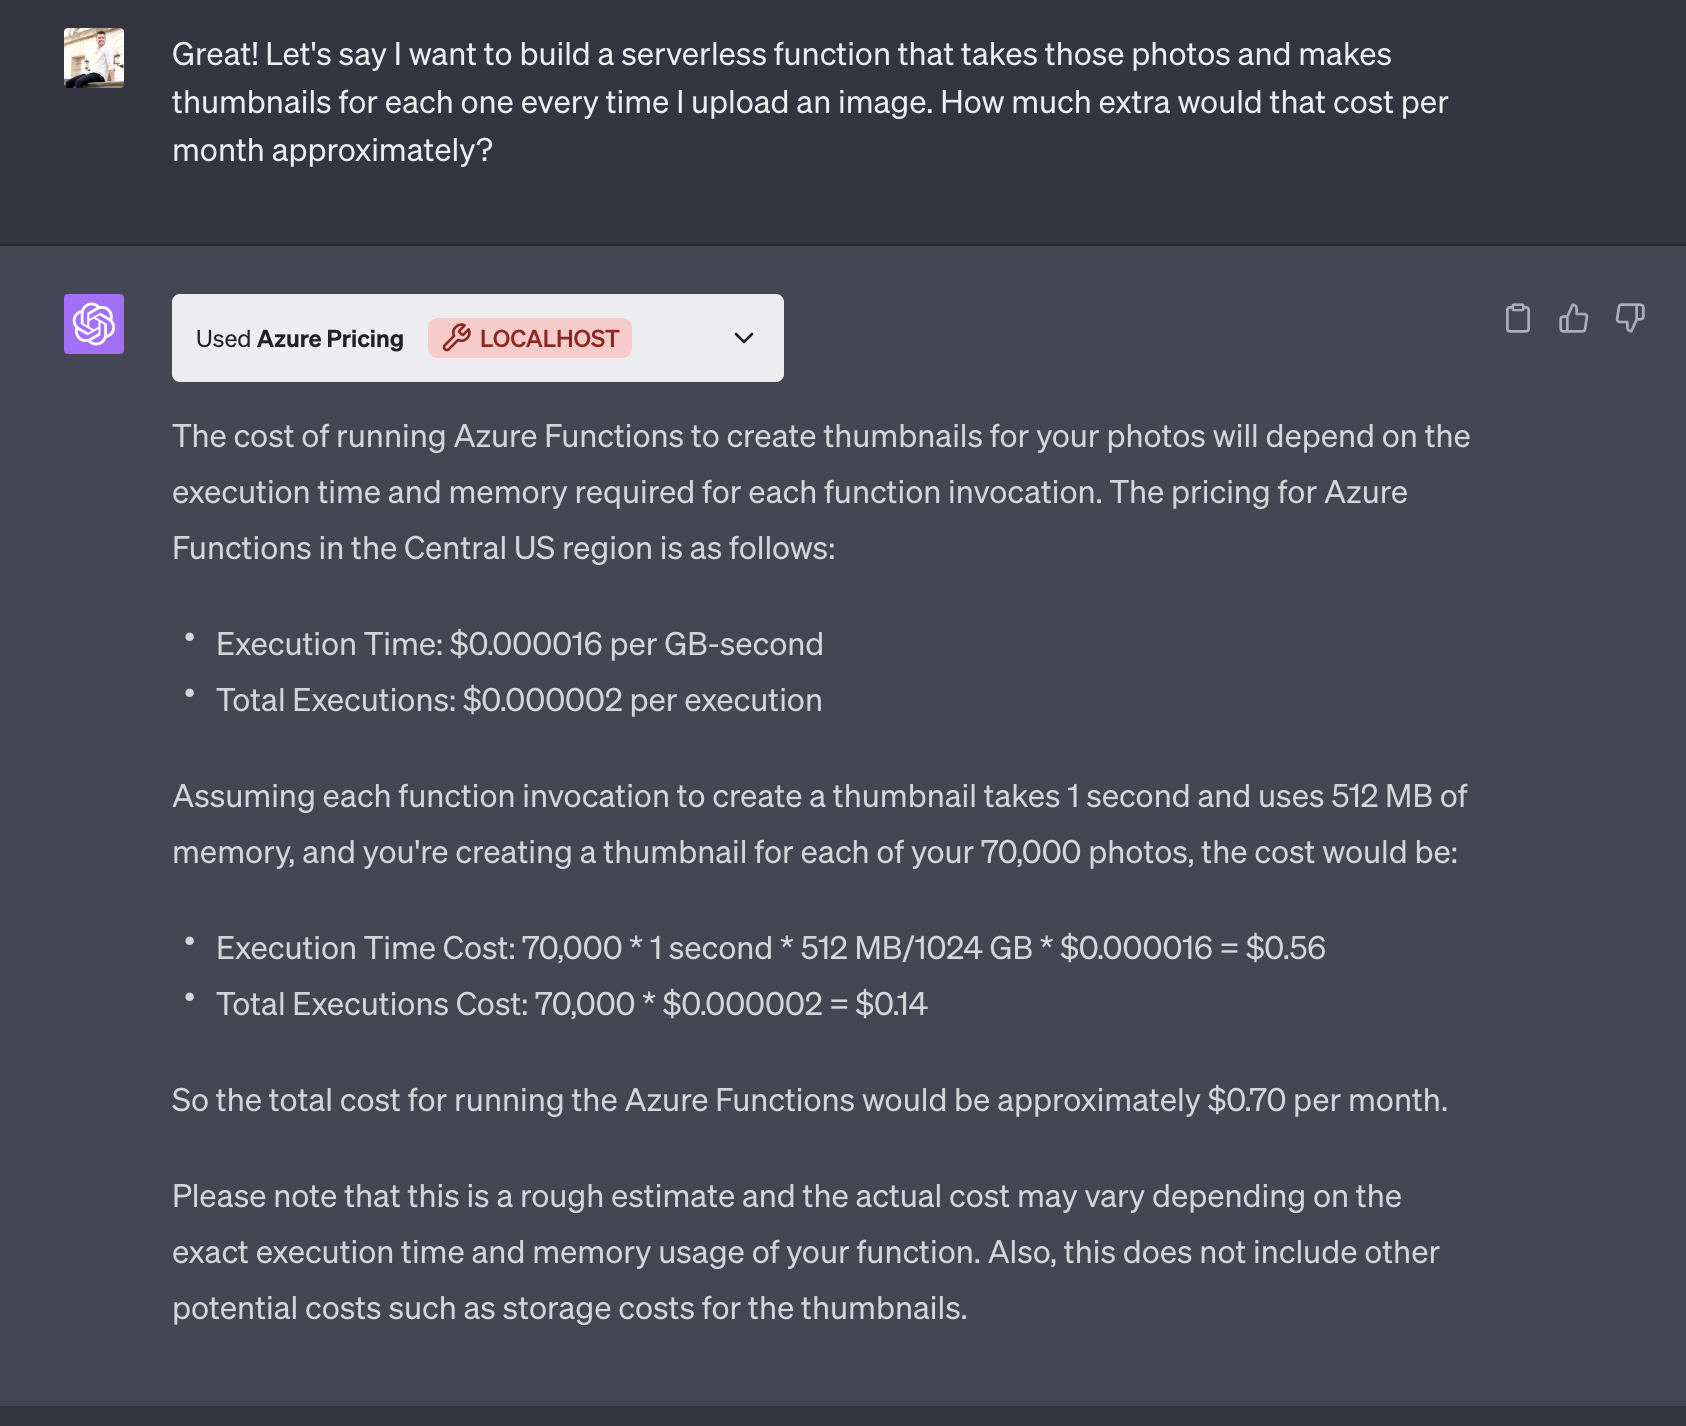 Great! Let's say I want to build a serverless function that takes those photos and makes
thumbnails for each one every time I upload an image. How much extra would that cost per
month approximately?
Used Azure Pricing LOCALHOST
The cost of running Azure Functions to create thumbnails for your photos will depend on the
execution time and memory required for each function invocation. The pricing for Azure
Functions in the Central US region is as follows:
• Execution Time: $0.000016 per GB-second
• Total Executions: $0.000002 per execution
Assuming each function invocation to create a thumbnail takes 1 second and uses 512 MB of
memory, and you're creating a thumbnail for each of your 70,000 photos, the cost would be:
• Execution Time Cost: 70,000 * 1 second * 512 MB/1024 GB * $0.000016 = $0.56
• Total Executions Cost: 70,000 * $0.000002 = $0.14
So the total cost for running the Azure Functions would be approximately $0.70 per month.
Please note that this is a rough estimate and the actual cost may vary depending on the
exact execution time and memory usage of your function. Also, this does not include other
potential costs such as storage costs for the thumbnails.